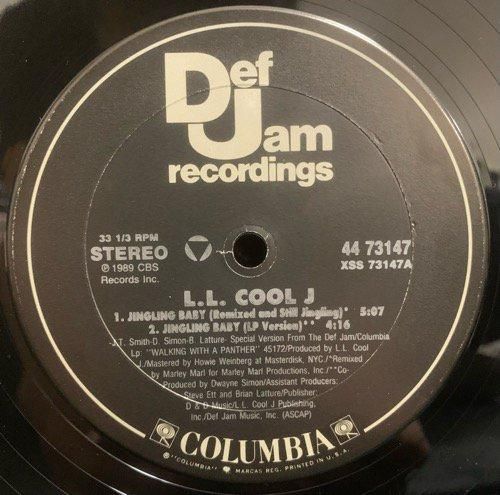 Def
Jam
recordings
33 1/3 RPM
STEREO
℗ 1989 CBS
Records Inc.
44 73147
XSS 73147A
L.L. COOL J
1. JINGLING BABY (Remixed and Still Jingling)* 5:07
2. JINGLING BABY (LP Version)** 4:16
J.T. Smith-D. Simon-B. Latture- Special Version From The Def Jam/Columbia
Lp: "WALKING WITH A PANTHER" 45172/Produced by L.L. Cool
J./Mastered by Howie Weinberg at Masterdisk, NYC./*Remixed
by Marley Marl for Marley Marl Productions, Inc./**Co-
Produced by Dwayne Simon/Assistant Producers:
Steve Ett and Brian Latture/Publisher:
D & D Music/L.L. Cool J Publishing,
Inc./Def Jam Music, Inc. (ASCAP)
COLUMBIA
® "COLUMBIA" MARCAS REG. PRINTED IN U.S.A.